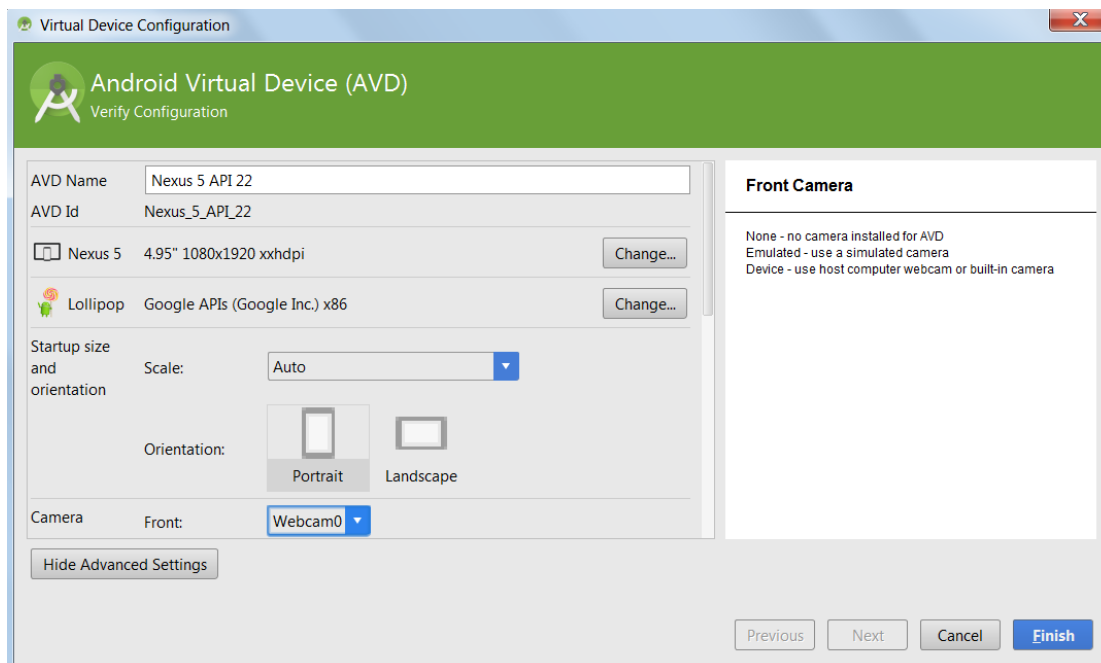 Virtual Device Configuration
X
Android Virtual Device (AVD)
Verify Configuration
AVD Name Nexus 5 API 22
AVD Id Nexus_5_API_22
Nexus 5 4.95" 1080x1920 xxhdpi Change...
Lollipop Google APIs (Google Inc.) x86 Change...
Startup size
and Scale: Auto
orientation
Orientation:
Portrait Landscape
Camera Front: Webcam0
Hide Advanced Settings
Front Camera
None - no camera installed for AVD
Emulated - use a simulated camera
Device - use host computer webcam or built-in camera
Previous Next Cancel Finish